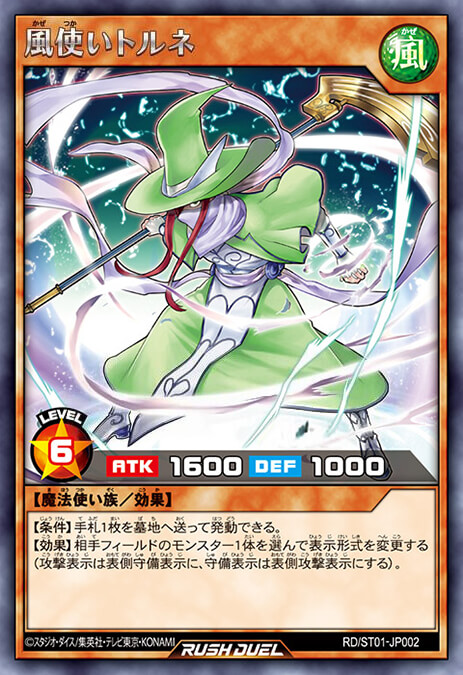 風使いトルネ
風
LEVEL
6
ATK 1600 DEF 1000
【魔法使い族/効果】
【条件】手札1枚を墓地へ送って発動できる。
【効果】相手フィールドのモンスター1体を選んで表示形式を変更する
(攻撃表示は表側守備表示に、守備表示は表側攻撃表示にする)。
©スタジオ・ダイス/集英社・テレビ東京・KONAMI
RUSH DUEL
RD/ST01-JP002